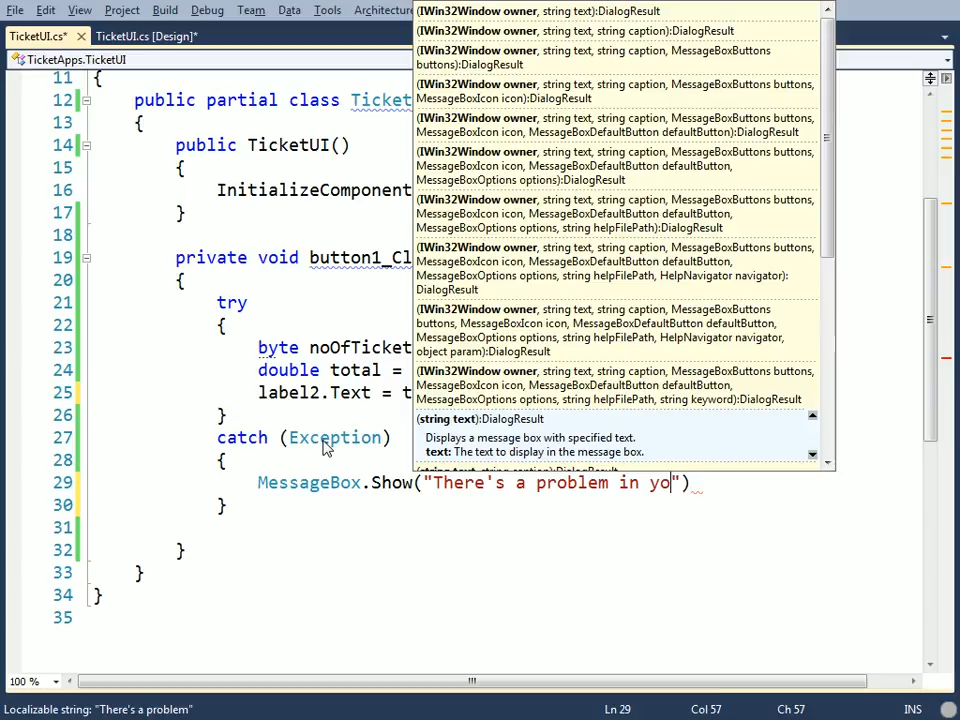 File Edit View Project Build Debug Team Data Tools Architectur
TicketUI.cs* TicketUI.cs [Design]*
TicketApps.TicketUI
11 {
12 public partial class Ticket
13 {
14 public TicketUI()
15 {
16 InitializeComponent
17 }
18
19 private void button1_Cl
20 {
21 try
22 {
23 byte noOfTicket
24 double total =
25 label2.Text = t
26 }
27 catch (Exception)
28 {
29 MessageBox.Show("There's a problem in yo")
30 }
31
32 }
33 }
34 }
35
(IWin32Window owner, string text):DialogResult
(IWin32Window owner, string text, string caption):DialogResult
(IWin32Window owner, string text, string caption, MessageBoxButtons
buttons):DialogResult
(IWin32Window owner, string text, string caption, MessageBoxButtons buttons,
MessageBoxIcon icon):DialogResult
(IWin32Window owner, string text, string caption, MessageBoxButtons buttons,
MessageBoxIcon icon, MessageBoxDefaultButton defaultButton):DialogResult
(IWin32Window owner, string text, string caption, MessageBoxButtons buttons,
MessageBoxIcon icon, MessageBoxDefaultButton defaultButton,
MessageBoxOptions options):DialogResult
(IWin32Window owner, string text, string caption, MessageBoxButtons buttons,
MessageBoxIcon icon, MessageBoxDefaultButton defaultButton,
MessageBoxOptions options, string helpFilePath):DialogResult
(IWin32Window owner, string text, string caption, MessageBoxButtons buttons,
MessageBoxIcon icon, MessageBoxDefaultButton defaultButton,
MessageBoxOptions options, string helpFilePath, HelpNavigator navigator):
DialogResult
(IWin32Window owner, string text, string caption, MessageBoxButtons
buttons, MessageBoxIcon icon, MessageBoxDefaultButton defaultButton,
MessageBoxOptions options, string helpFilePath, HelpNavigator navigator,
object param):DialogResult
(IWin32Window owner, string text, string caption, MessageBoxButtons buttons,
MessageBoxIcon icon, MessageBoxDefaultButton defaultButton,
MessageBoxOptions options, string helpFilePath, string keyword):DialogResult
(string text):DialogResult
Displays a message box with specified text.
text: The text to display in the message box.
(string text, string caption):DialogResult
100 %
Localizable string: "There's a problem" Ln 29 Col 57 Ch 57 INS